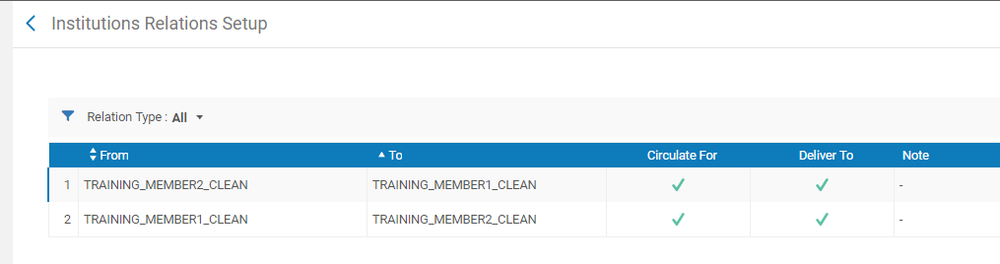 Institutions Relations Setup
Relation Type : All
From To Circulate For Deliver To Note
1 TRAINING_MEMBER2_CLEAN TRAINING_MEMBER1_CLEAN -
2 TRAINING_MEMBER1_CLEAN TRAINING_MEMBER2_CLEAN -